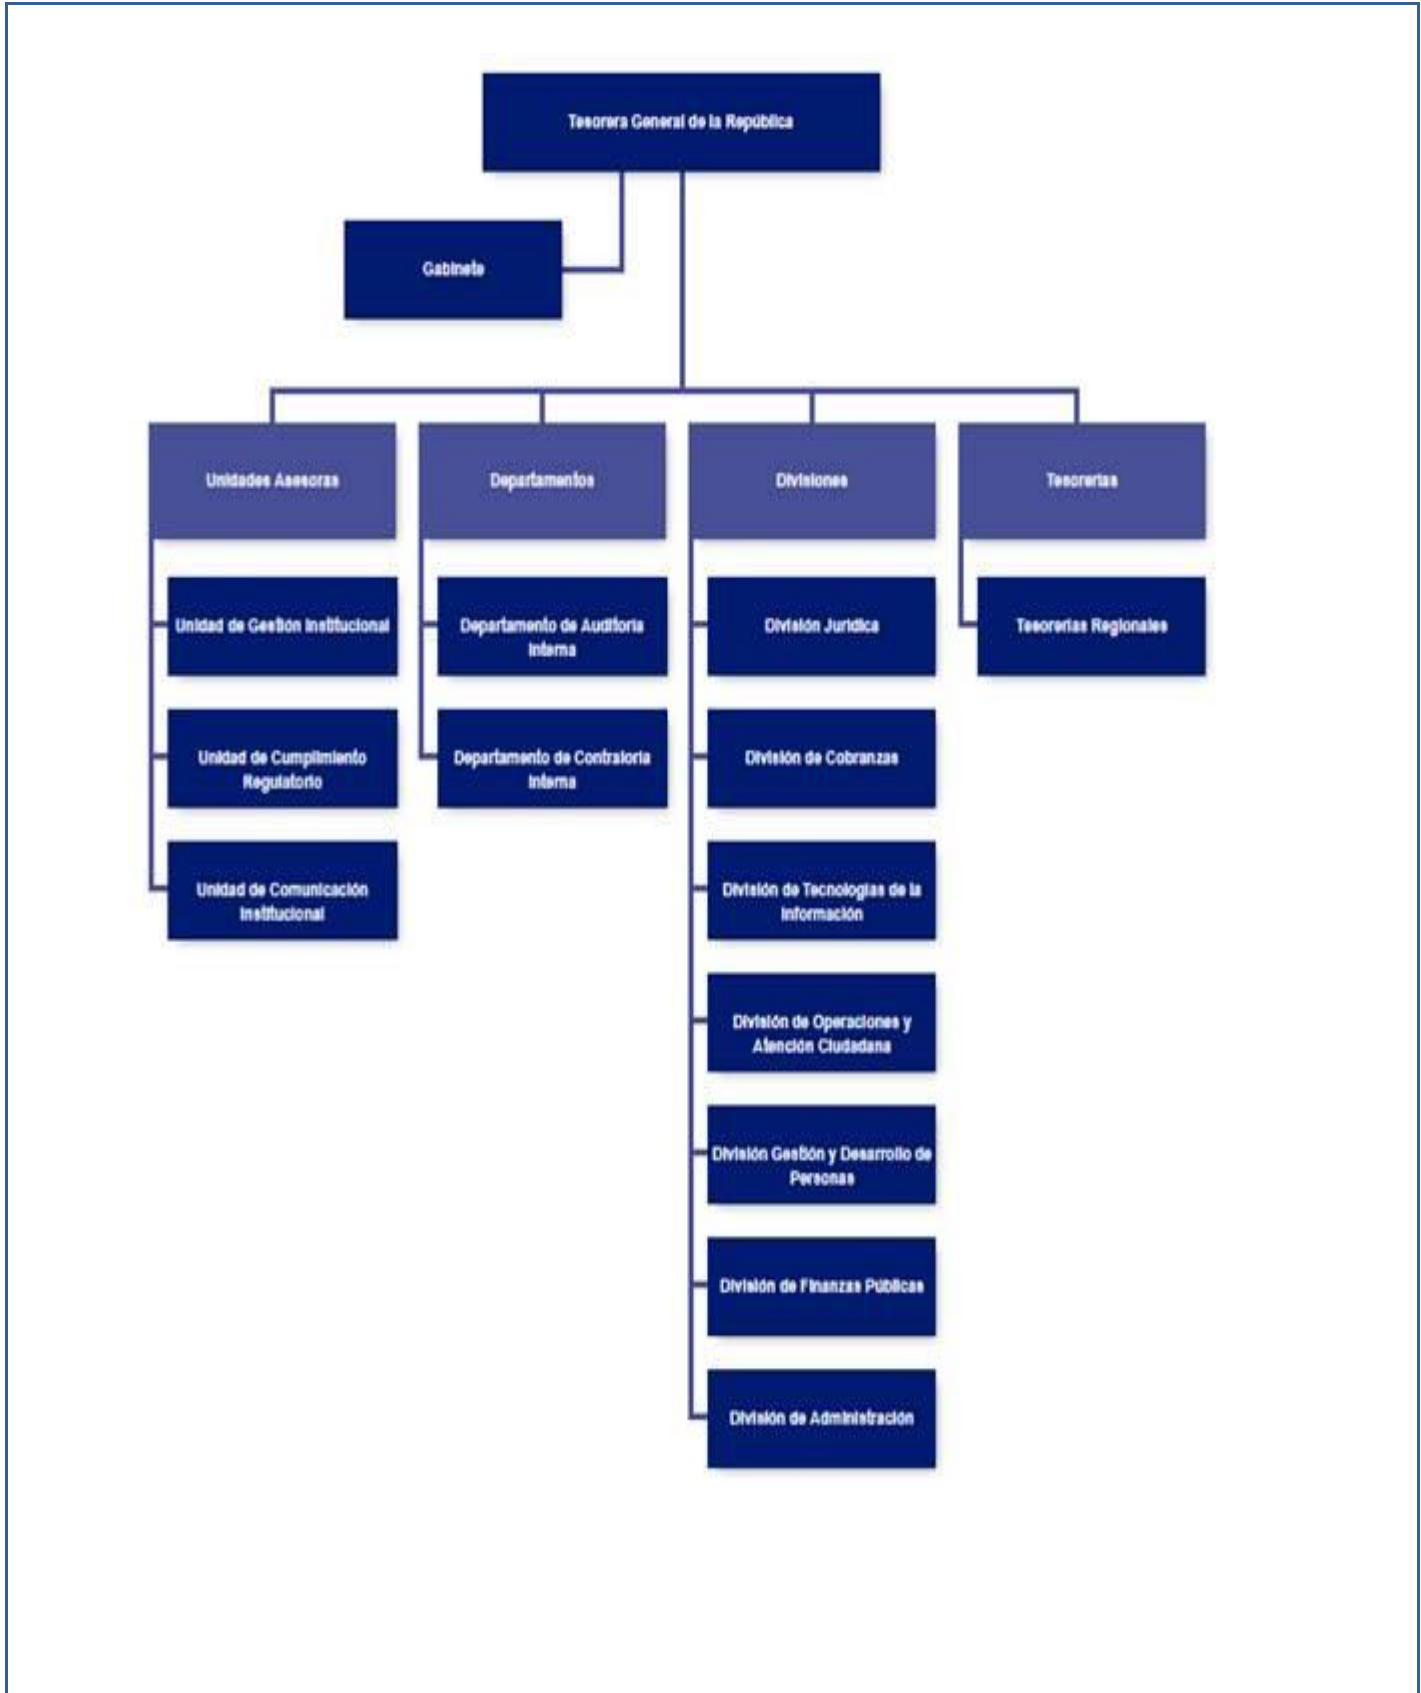 Tesorera General de la República
Gabinete
Unidades Asesoras
Departamentos
Divisiones
Tesorerías
Unidad de Gestión Institucional
Departamento de Auditoría
Interna
División Jurídica
Tesorerías Regionales
Unidad de Cumplimiento
Regulatorio
Departamento de Contraloría
Interna
División de Cobranzas
Unidad de Comunicación
Institucional
División de Tecnologías de la
Información
División de Operaciones y
Atención Ciudadana
División Gestión y Desarrollo de
Personas
División de Finanzas Públicas
División de Administración